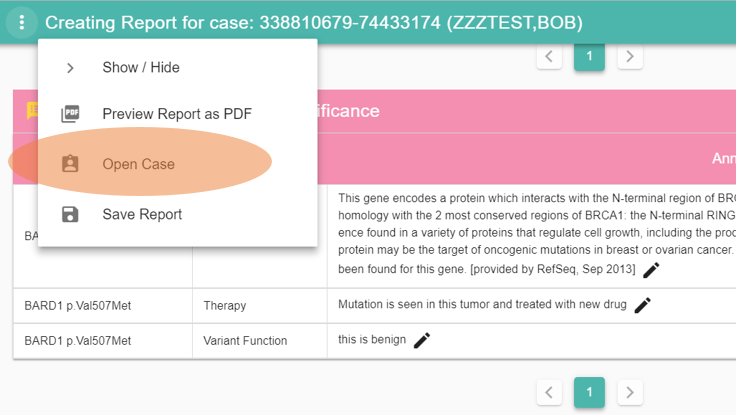 Creating Report for case: 338810679-74433174 (ZZZTEST,BOB)
1
Show / Hide
PDF
Preview Report as PDF
Open Case
Save Report
ificance
This gene encodes a protein which interacts with the N-terminal region of
homology with the 2 most conserved regions of BRCA1: the N-terminal RING
ence found in a variety of proteins that regulate cell growth, including the
protein may be the target of oncogenic mutations in breast or ovarian cancer.
been found for this gene. [provided by RefSeq, Sep 2013]
BARD1 p.Val507Met Therapy Mutation is seen in this tumor and treated with new drug
BARD1 p.Val507Met Variant Function this is benign
1